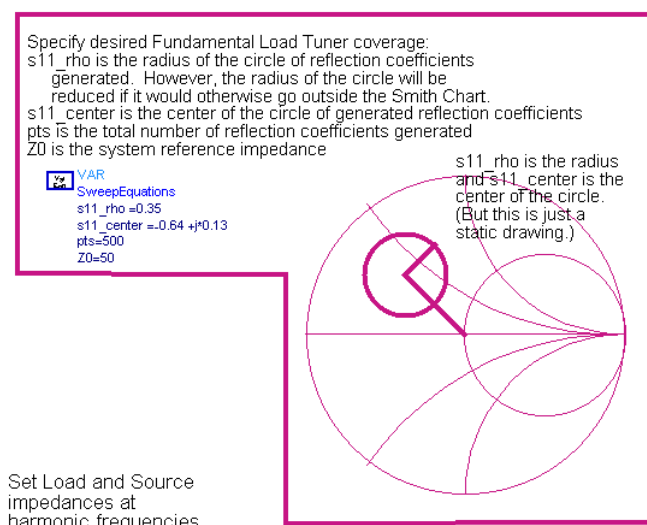 Specify desired Fundamental Load Tuner coverage:
s11_rho is the radius of the circle of reflection coefficients
generated. However, the radius of the circle will be
reduced if it would otherwise go outside the Smith Chart.
s11_center is the center of the circle of generated reflection coefficients
pts is the total number of reflection coefficients generated
Z0 is the system reference impedance
VAR
SweepEquations
s11_rho =0.35
s11_center =-0.64 +j*0.13
pts=500
Z0=50
s11_rho is the radius
and s11_center is the
center of the circle.
(But this is just a
static drawing.)
Set Load and Source
impedances at
harmonic frequencies